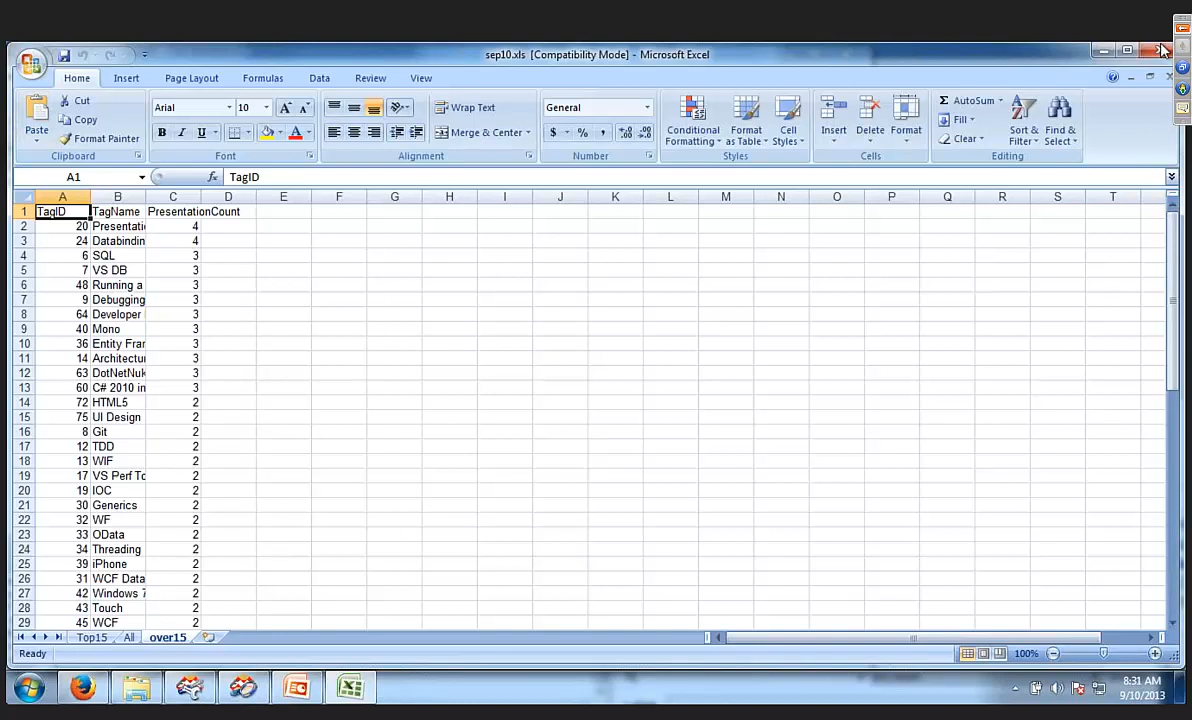 sep10.xls [Compatibility Mode] - Microsoft Excel
Home Insert Page Layout Formulas Data Review View
Paste
Cut
Copy
Format Painter
Clipboard
Arial 10
B I U A
Font
Wrap Text
Merge & Center
Alignment
General
$ % ,
Number
Conditional Formatting
Format as Table
Cell Styles
Styles
Insert Delete Format
Cells
AutoSum
Fill
Clear
Sort & Filter
Find & Select
Editing
A1 fx TagID
A B C D E F G H I J K L M N O P Q R S T
1 TagID TagName PresentationCount
2 20 Presentati 4
3 24 Databindin 4
4 6 SQL 3
5 7 VS DB 3
6 48 Running a 3
7 9 Debugging 3
8 64 Developer 3
9 40 Mono 3
10 36 Entity Fran 3
11 14 Architectu 3
12 63 DotNetNuk 3
13 60 C# 2010 in 3
14 72 HTML5 2
15 75 UI Design 2
16 8 Git 2
17 12 TDD 2
18 13 WIF 2
19 17 VS Perf To 2
20 19 IOC 2
21 30 Generics 2
22 32 WF 2
23 33 OData 2
24 34 Threading 2
25 39 iPhone 2
26 31 WCF Data 2
27 42 Windows 7 2
28 43 Touch 2
29 45 WCF 2
Top15 All over15
Ready 100%
8:31 AM
9/10/2013